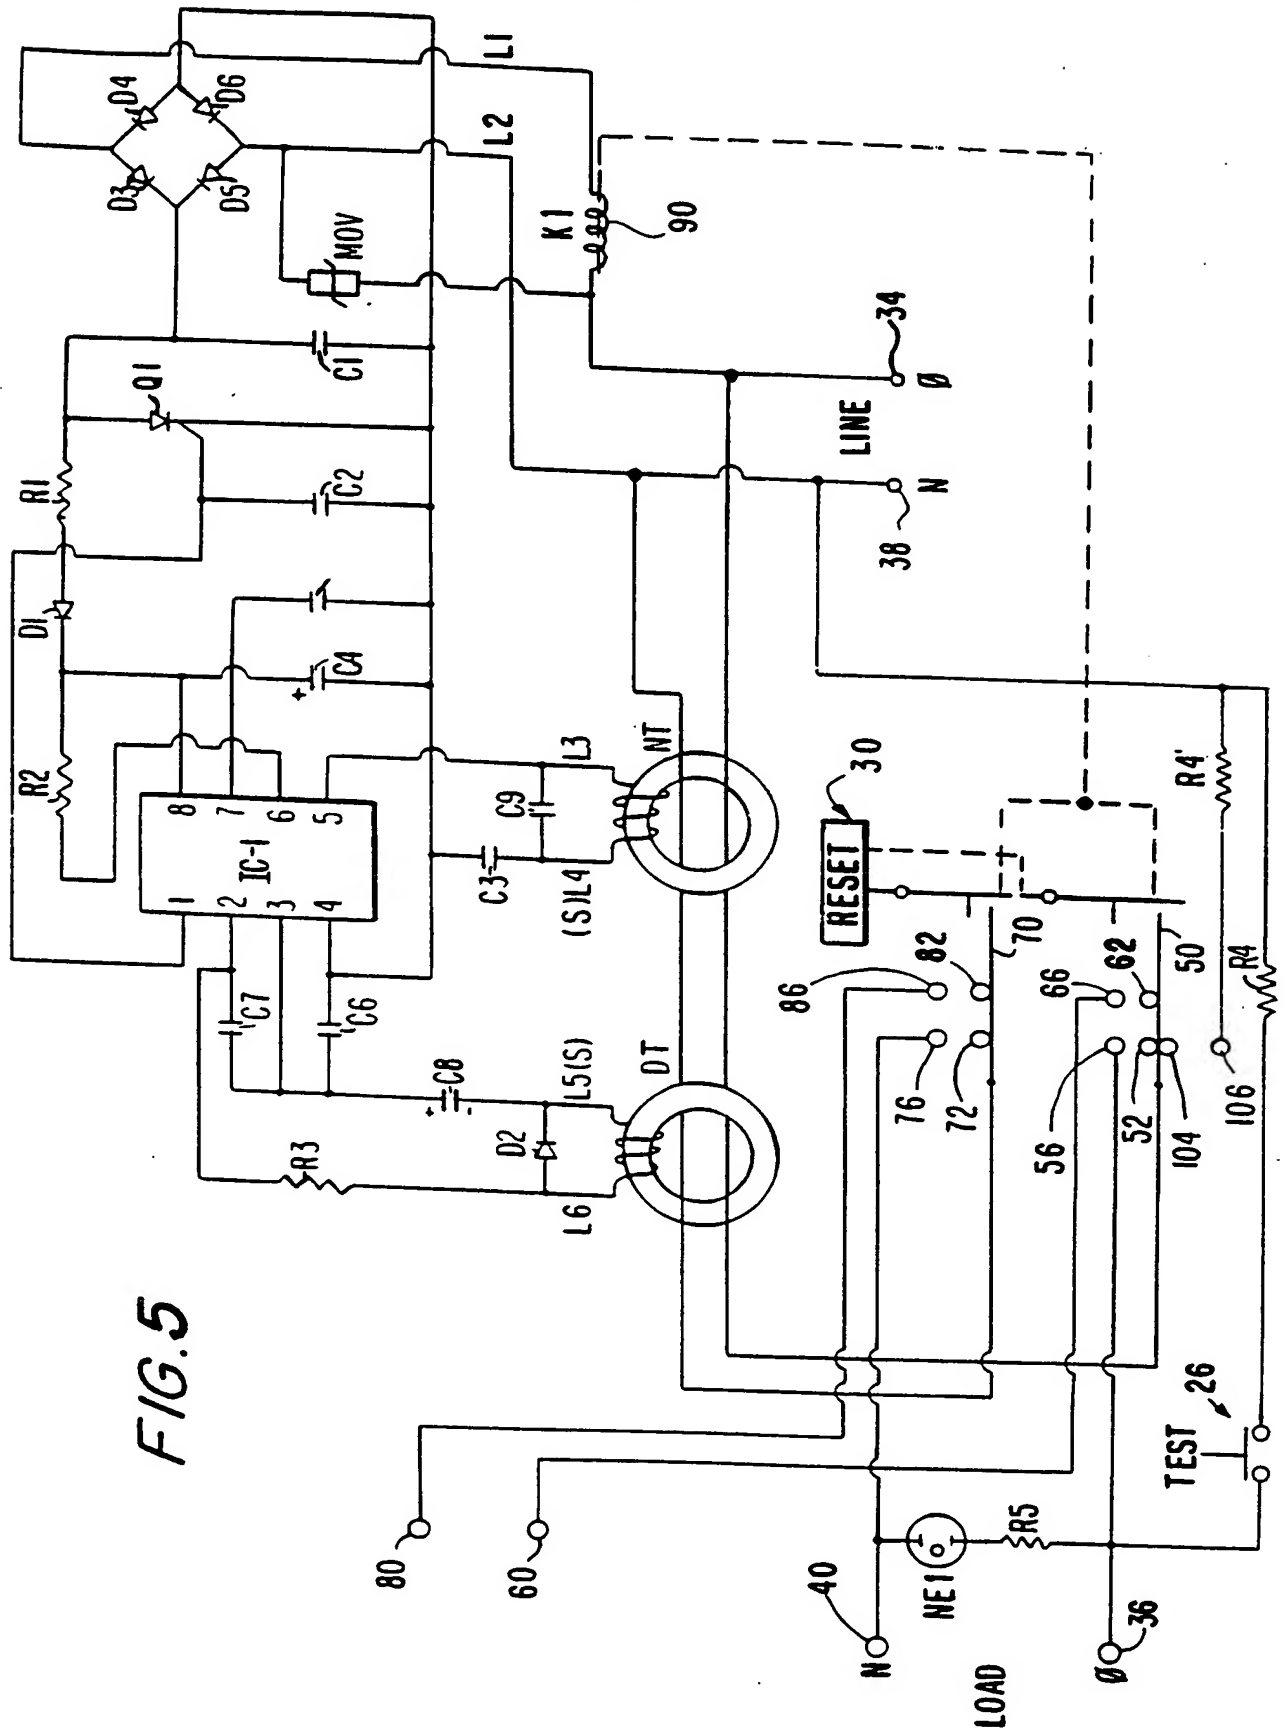 FIG. 5
D4
D6
D3
D5
L1
L2
MOV
K1
90
C1
Q1
R1
C2
D1
C4
+
R2
8
7
6
5
IC-1
1
2
3
4
C7
C6
C3
C9
L3
(S)L4
NT
R3
C8
+
-
D2
L5(S)
L6
DT
34
Ø
LINE
N
38
RESET
30
R4'
R4
70
50
86
82
66
62
76
72
56
52
104
106
80
60
TEST
26
40
N
NE1
R5
LOAD
Ø
36